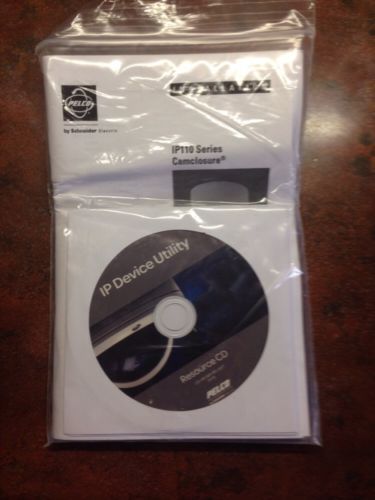 PELCO
by Schneider Electric
IP110 Series
Camclosure®
IP Device Utility
Resource CD
PELCO